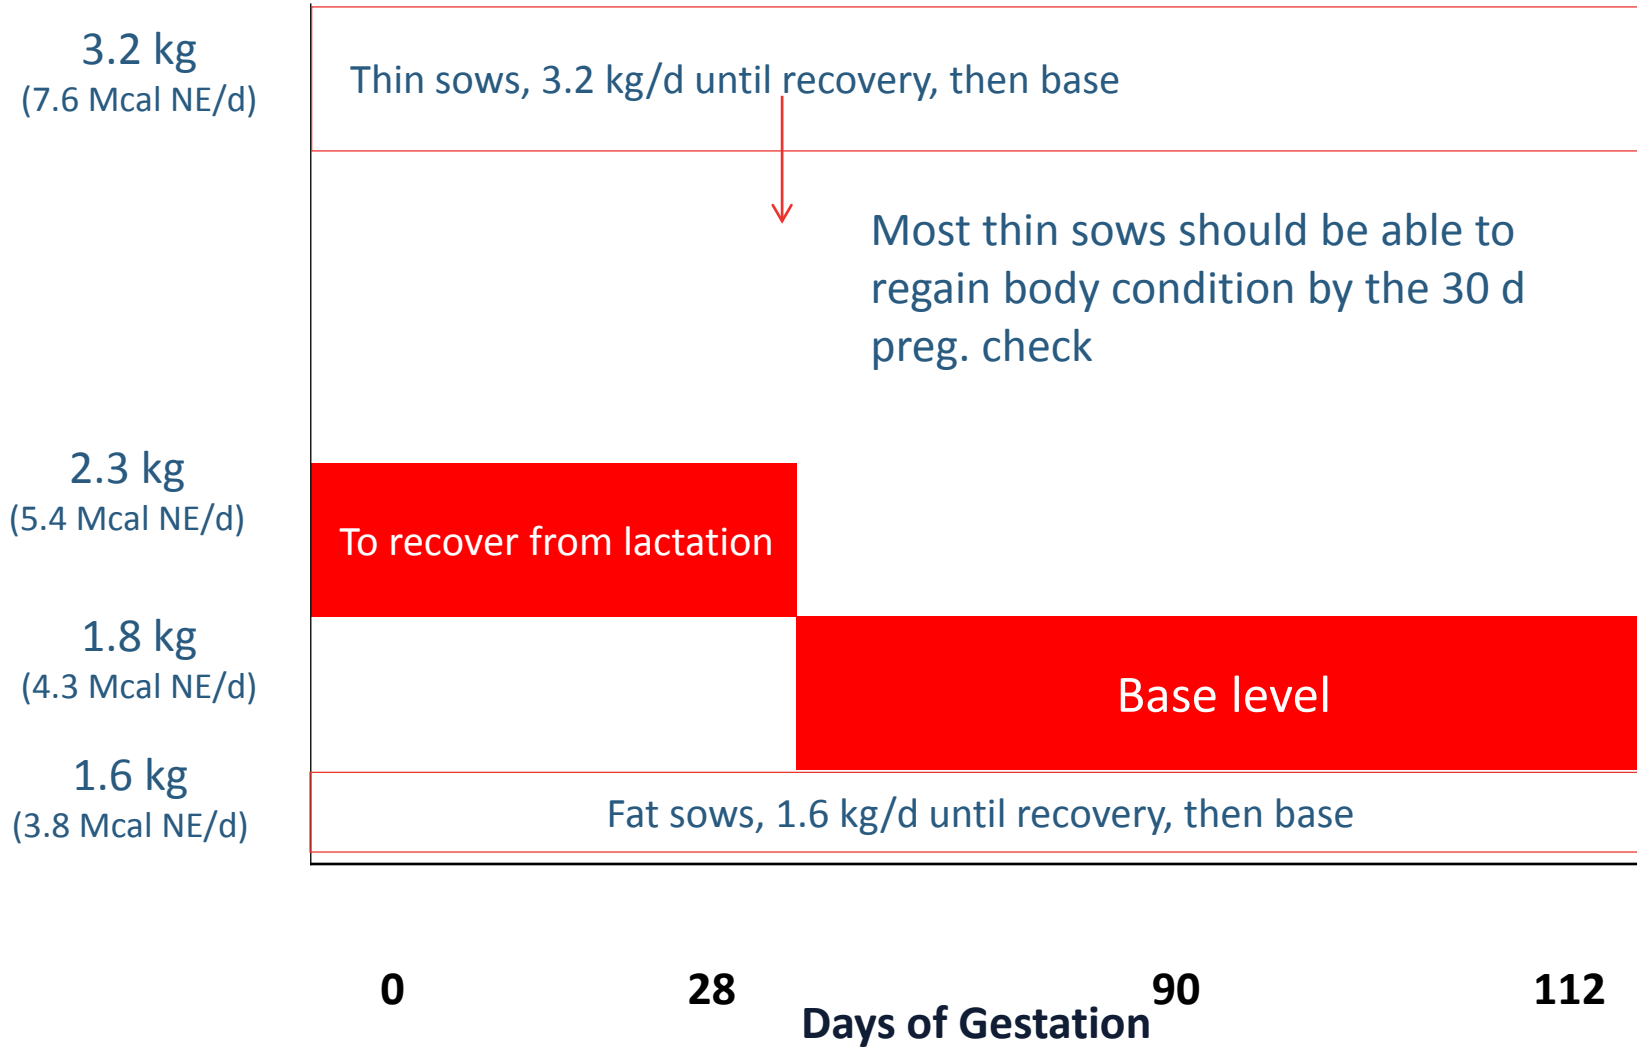 3.2 kg
(7.6 Mcal NE/d)
Thin sows, 3.2 kg/d until recovery, then base
Most thin sows should be able to
regain body condition by the 30 d
preg. check
2.3 kg
(5.4 Mcal NE/d)
To recover from lactation
1.8 kg
(4.3 Mcal NE/d)
Base level
1.6 kg
(3.8 Mcal NE/d)
Fat sows, 1.6 kg/d until recovery, then base
0 28 90 112
Days of Gestation